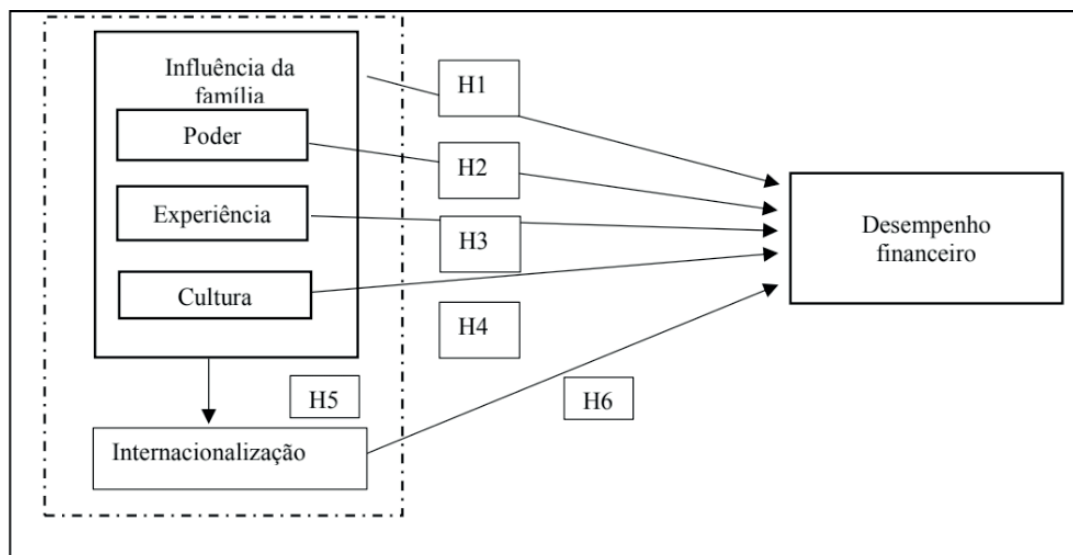 Influência da
família
Poder
Experiência
Cultura
Internacionalização
H1
H2
H3
H4
H5
H6
Desempenho
financeiro